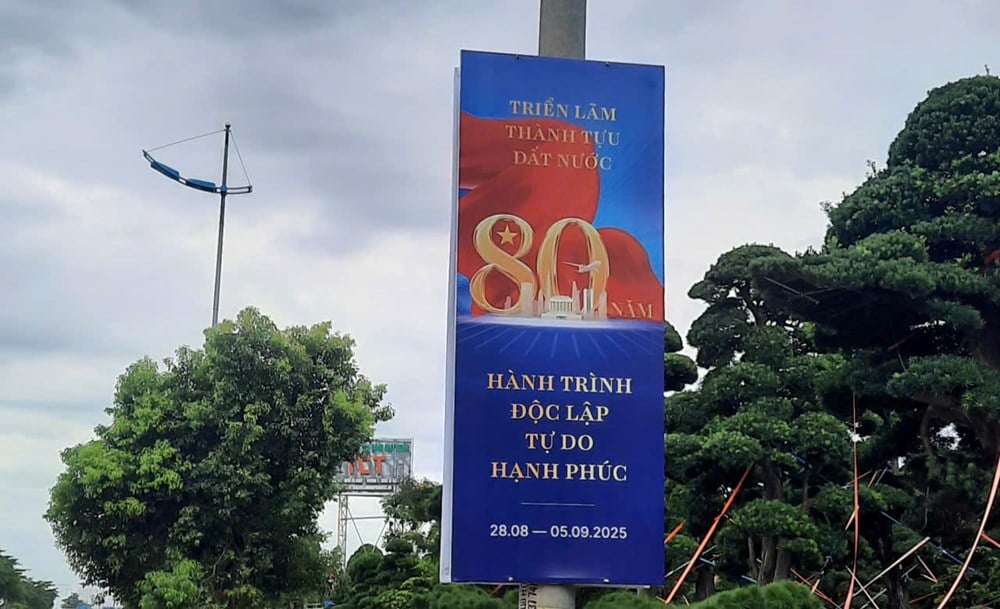 TRIỂN LÃM
THÀNH TỰU
ĐẤT NƯỚC
80
NĂM
HÀNH TRÌNH
ĐỘC LẬP
TỰ DO
HẠNH PHÚC
28.08 — 05.09.2025